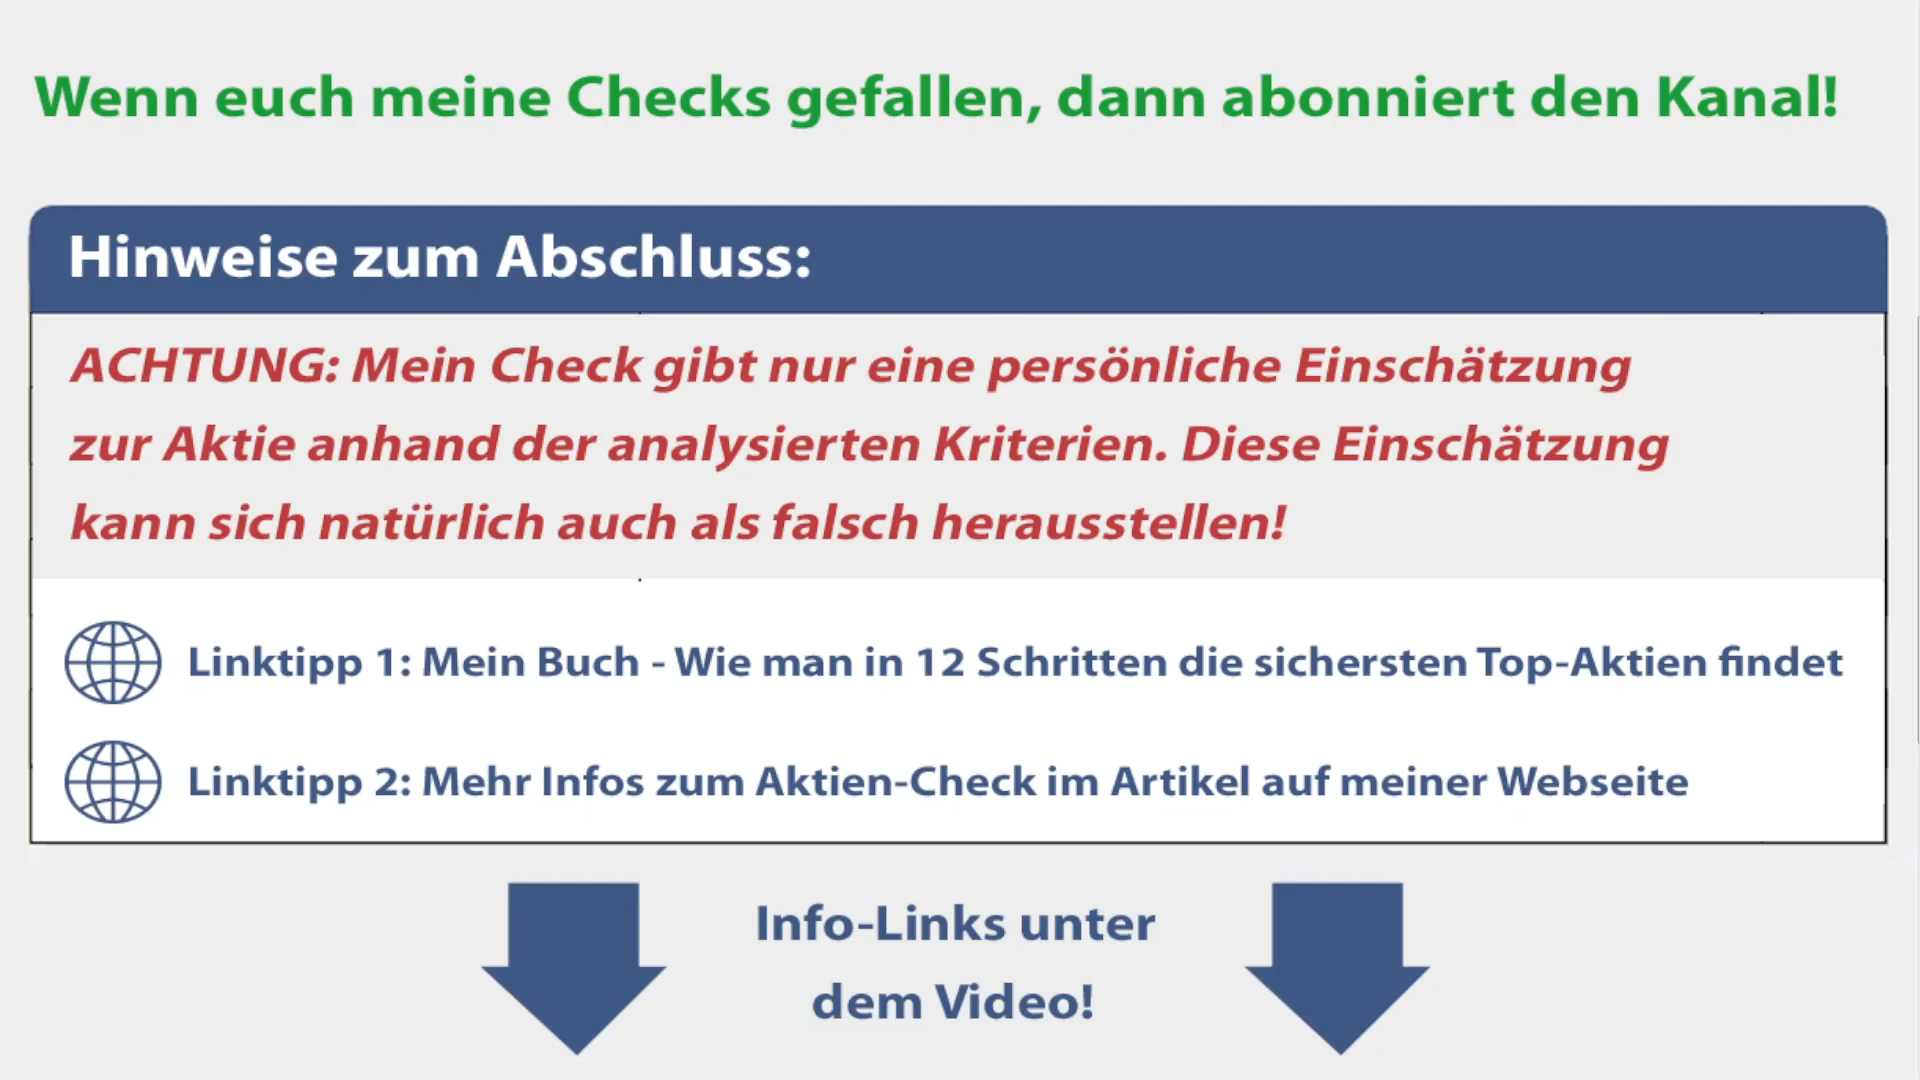 Wenn euch meine Checks gefallen, dann abonniert den Kanal!
Hinweise zum Abschluss:
ACHTUNG: Mein Check gibt nur eine persönliche Einschätzung
zur Aktie anhand der analysierten Kriterien. Diese Einschätzung
kann sich natürlich auch als falsch herausstellen!
Linktipp 1: Mein Buch - Wie man in 12 Schritten die sichersten Top-Aktien findet
Linktipp 2: Mehr Infos zum Aktien-Check im Artikel auf meiner Webseite
Info-Links unter
dem Video!